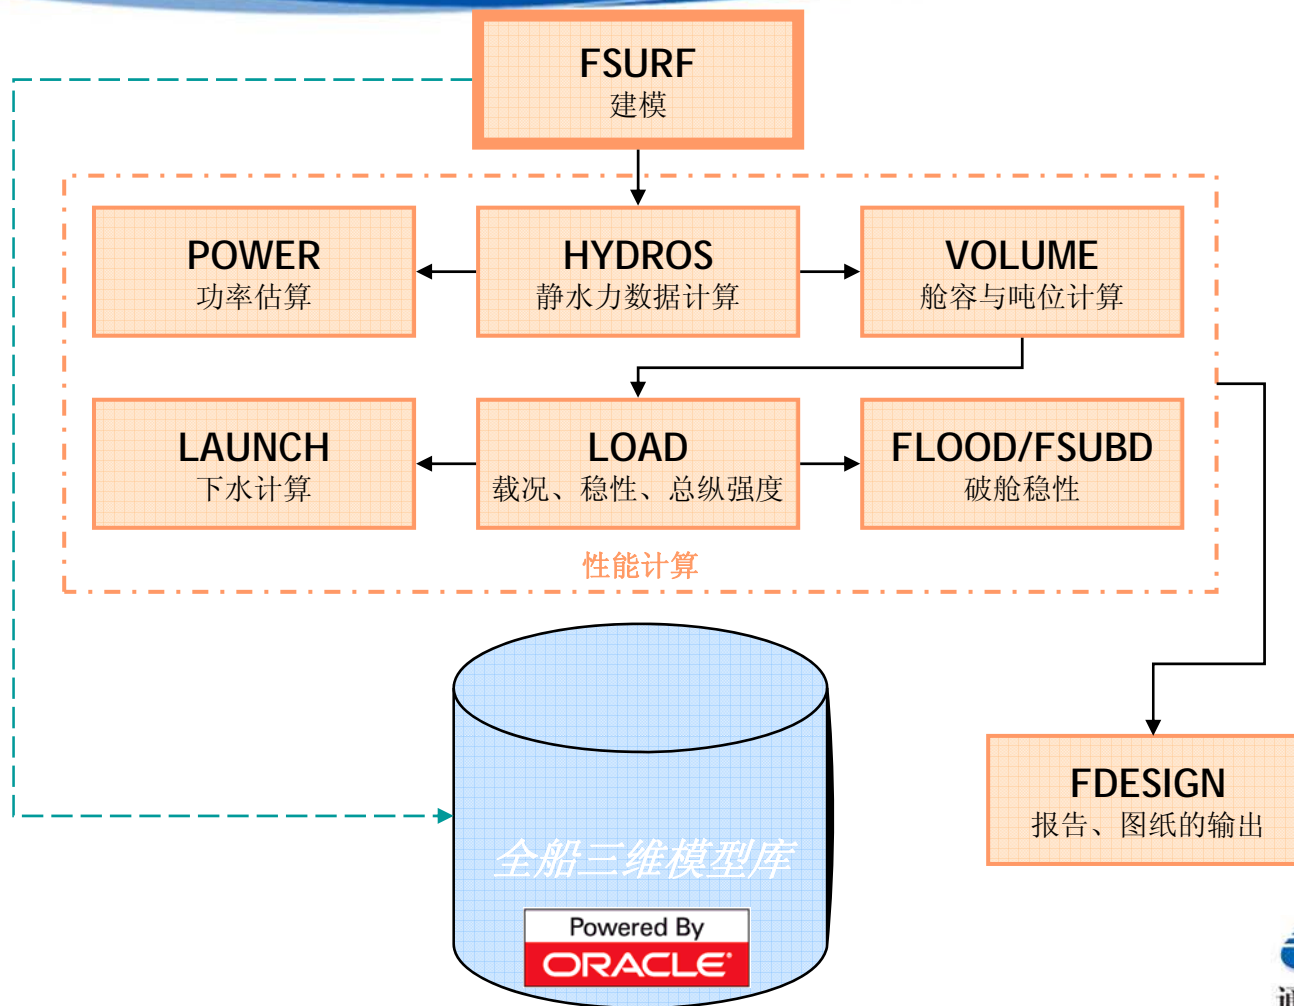 FSURF
建模
POWER
功率估算
HYDROS
静水力数据计算
VOLUME
舱容与吨位计算
LAUNCH
下水计算
LOAD
载况、稳性、总纵强度
FLOOD/FSUBD
破舱稳性
性能计算
FDESIGN
报告、图纸的输出
全船三维模型库
Powered By
ORACLE